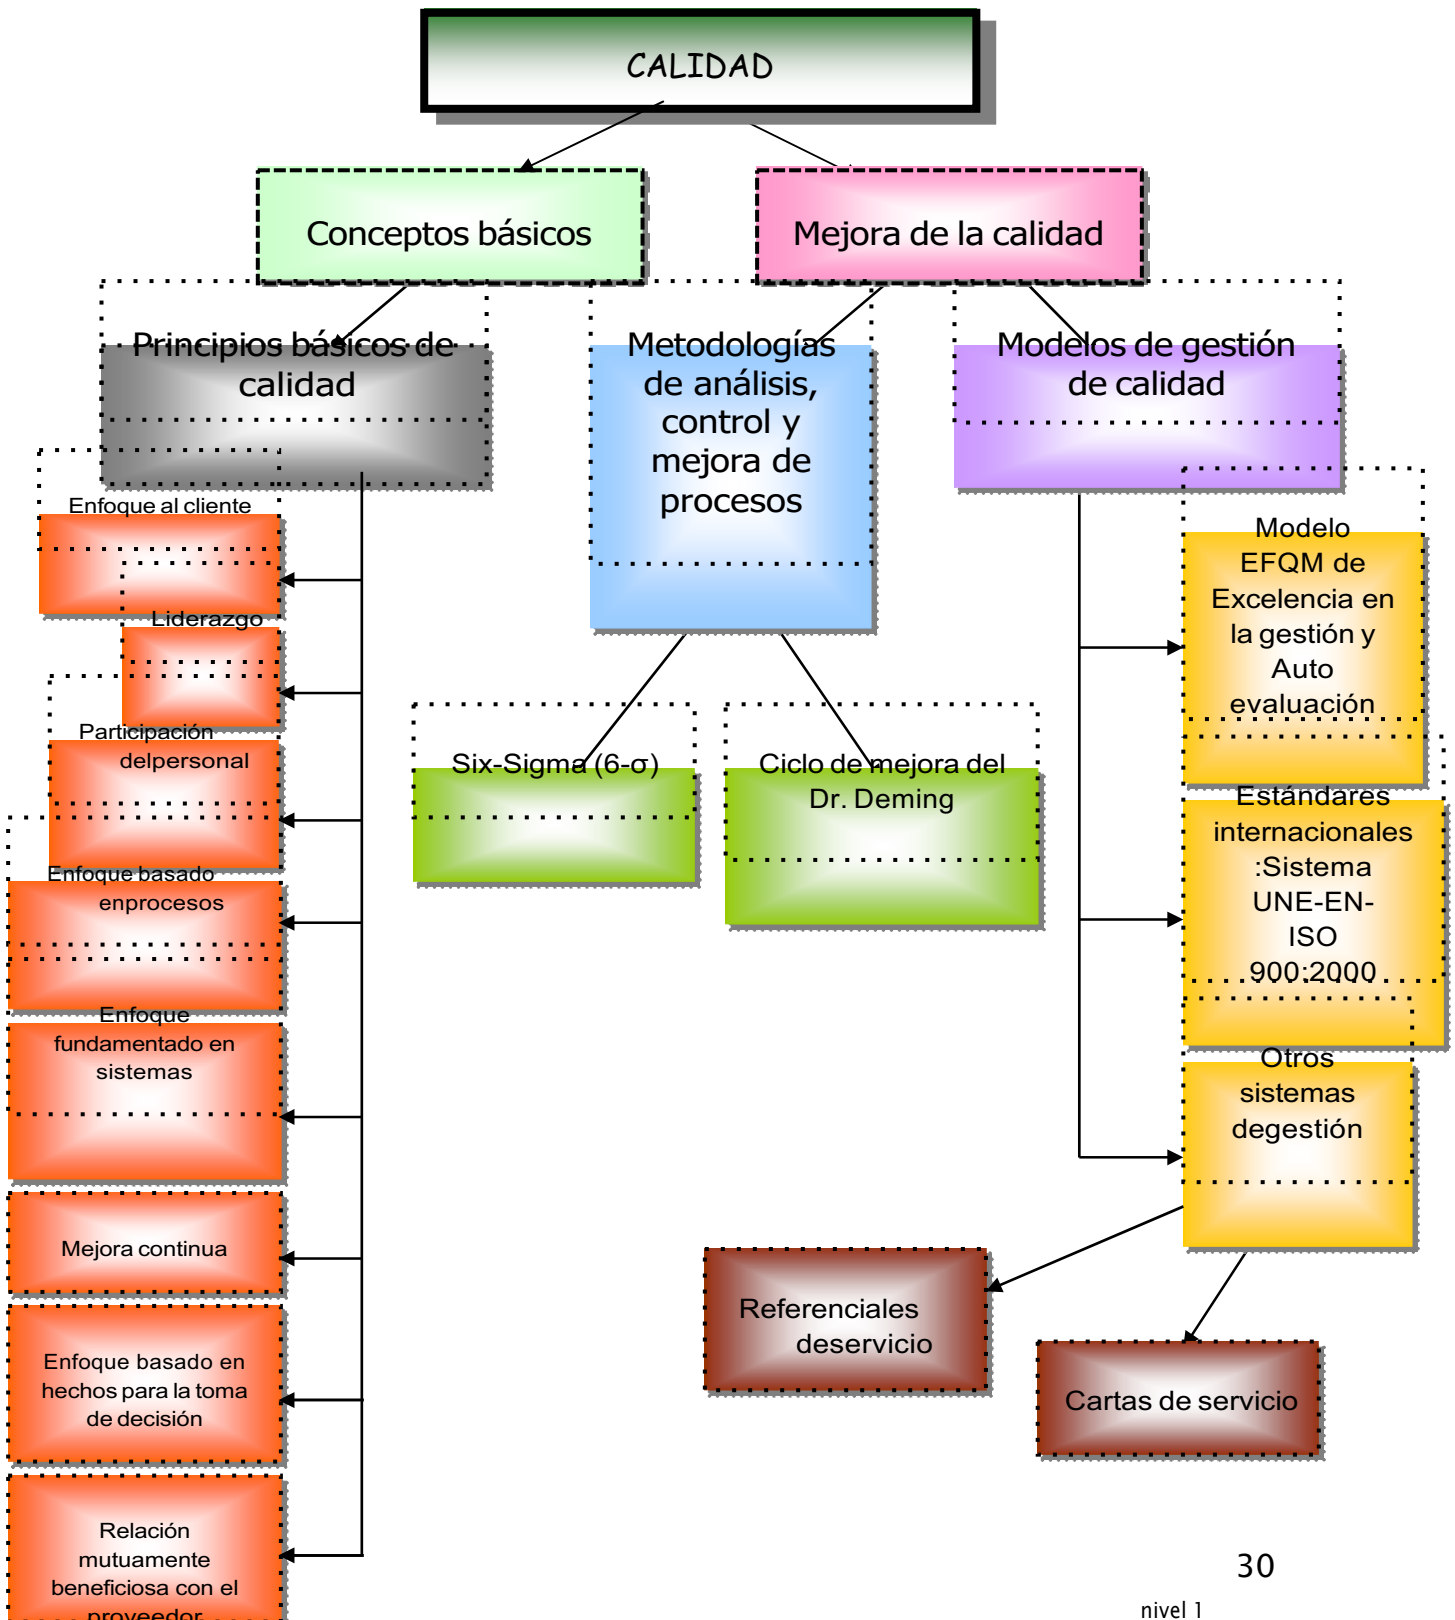 CALIDAD
Conceptos básicos
Mejora de la calidad
Principios básicos de
calidad
Metodologías
de análisis,
control y
mejora de
procesos
Modelos de gestión
de calidad
Enfoque al cliente
Liderazgo
Participación
delpersonal
Enfoque basado
enprocesos
Enfoque
fundamentado en
sistemas
Mejora continua
Enfoque basado en
hechos para la toma
de decisión
Relación
mutuamente
beneficiosa con el
proveedor
Six-Sigma (6-σ)
Ciclo de mejora del
Dr. Deming
Modelo
EFQM de
Excelencia en
la gestión y
Auto
evaluación
Estándares
internacionales
:Sistema
UNE-EN-
ISO
900:2000
Otros
sistemas
degestión
Referenciales
deservicio
Cartas de servicio
30
nivel 1